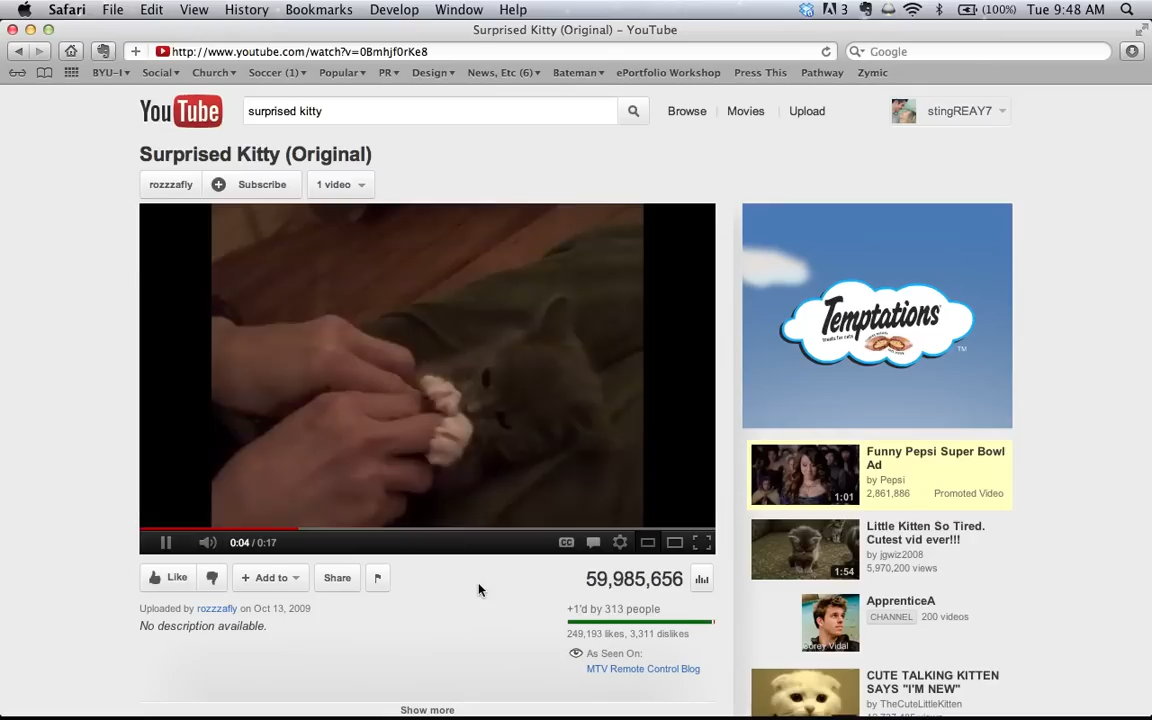 Safari File Edit View History Bookmarks Develop Window Help 3 (100%) Tue 9:48 AM
Surprised Kitty (Original) – YouTube
http://www.youtube.com/watch?v=0Bmhjf0rKe8
Google
BYU-I Social Church Soccer (1) Popular PR Design News, Etc (6) Bateman ePortfolio Workshop Press This Pathway Zymic
YouTube
surprised kitty
Browse Movies Upload
stingREAY7
Surprised Kitty (Original)
rozzzafly Subscribe 1 video
Temptations
treats for cats
TM
Funny Pepsi Super Bowl
Ad
by Pepsi
2,861,886 Promoted Video
1:01
Little Kitten So Tired.
Cutest vid ever!!!
by jgwiz2008
5,970,200 views
1:54
0:04 / 0:17
CC
Like Add to Share
59,985,656
Uploaded by rozzzafly on Oct 13, 2009
No description available.
+1'd by 313 people
249,193 likes, 3,311 dislikes
As Seen On:
MTV Remote Control Blog
ApprenticeA
CHANNEL 200 videos
Corey Vidal
CUTE TALKING KITTEN
SAYS "I'M NEW"
by TheCuteLittleKitten
Show more